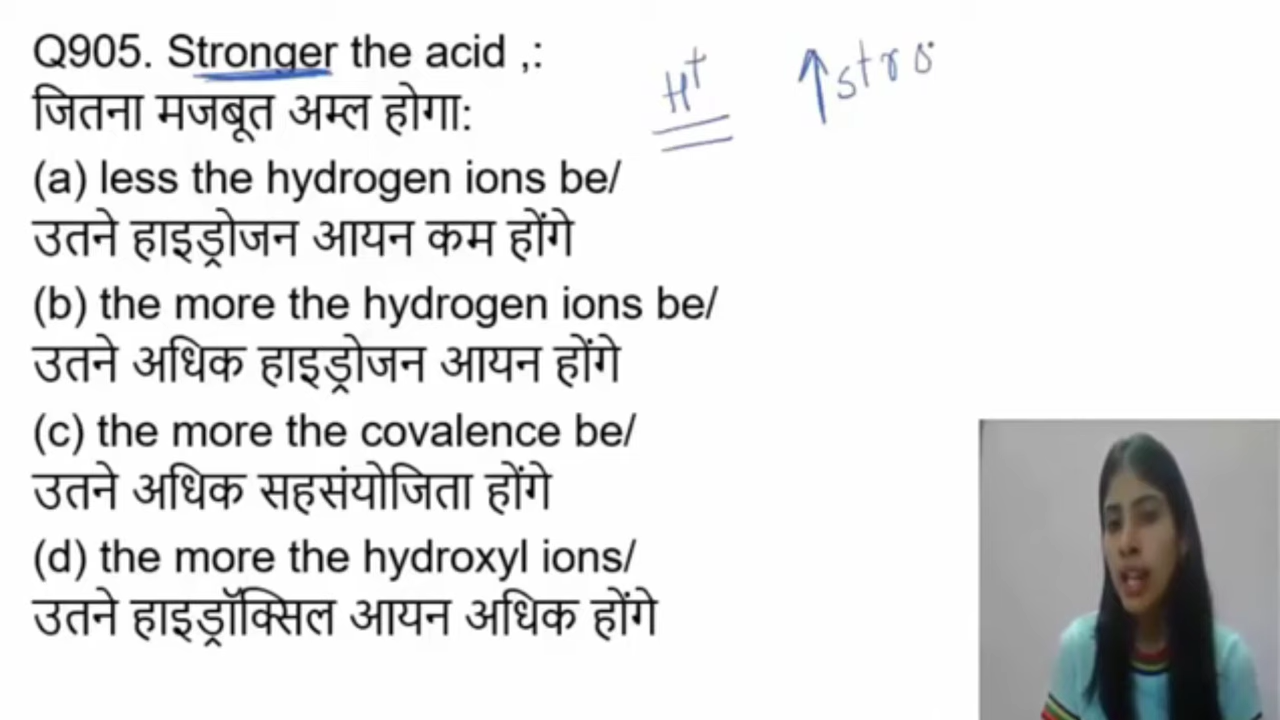 Q905. Stronger the acid ,:
H⁺ ↑stro
जितना मजबूत अम्ल होगा:
(a) less the hydrogen ions be/
उतने हाइड्रोजन आयन कम होंगे
(b) the more the hydrogen ions be/
उतने अधिक हाइड्रोजन आयन होंगे
(c) the more the covalence be/
उतने अधिक सहसंयोजिता होंगे
(d) the more the hydroxyl ions/
उतने हाइड्रॉक्सिल आयन अधिक होंगे